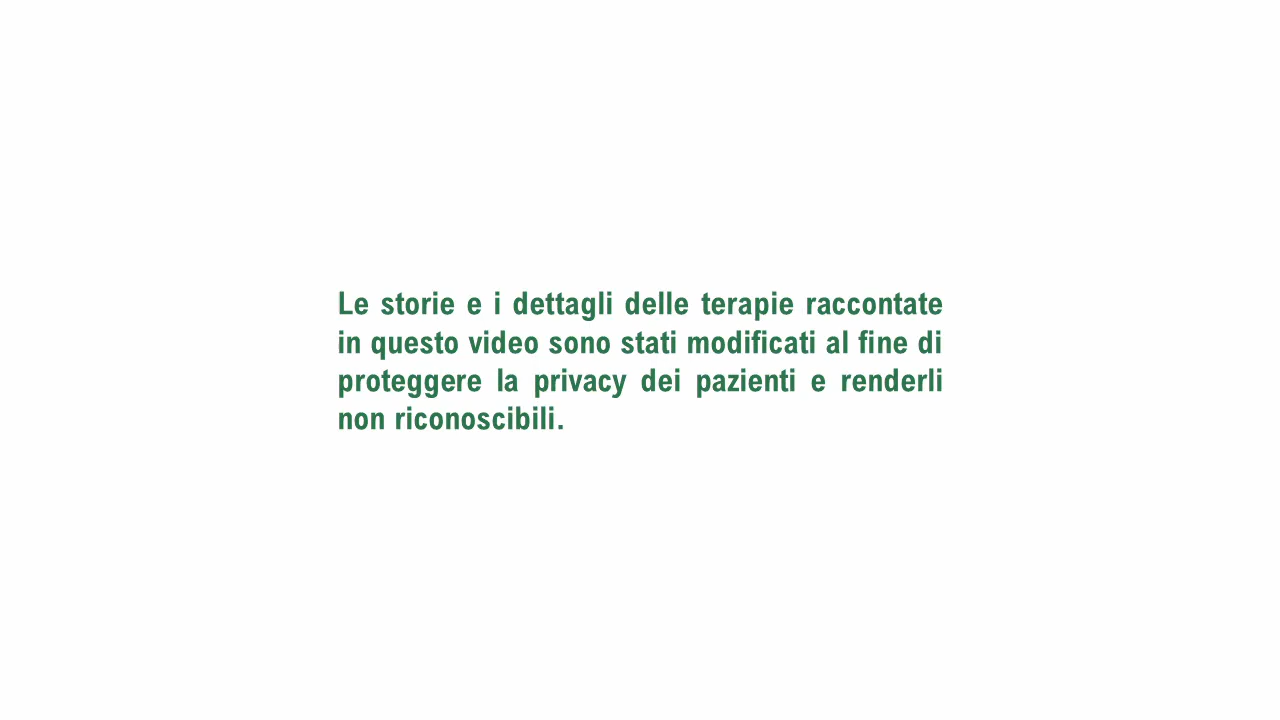 Le storie e i dettagli delle terapie raccontate
in questo video sono stati modificati al fine di
proteggere la privacy dei pazienti e renderli
non riconoscibili.